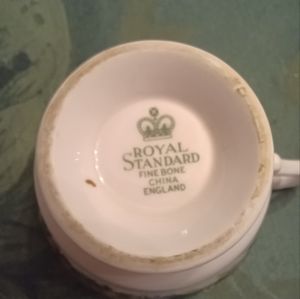 ROYAL
STANDARD
FINE BONE
CHINA
ENGLAND